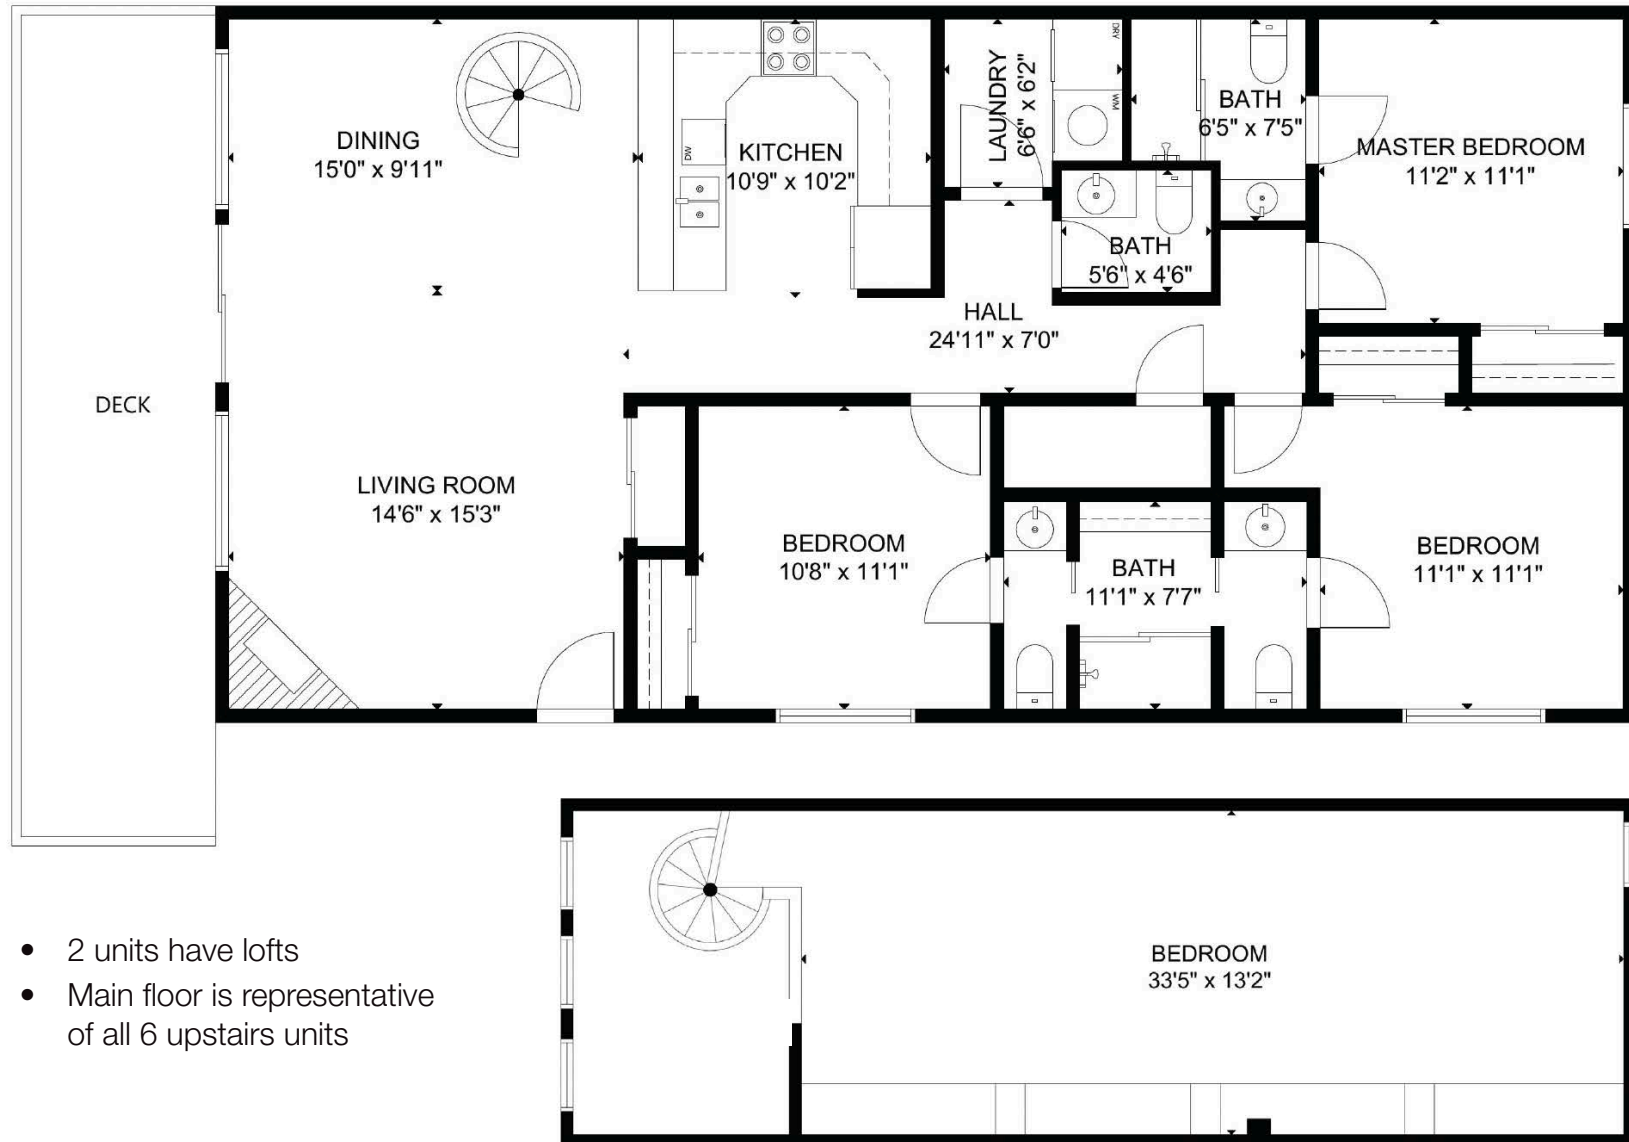 DRY
WM
LAUNDRY
6'6" x 6'2"
BATH
6'5" x 7'5"
DINING
15'0" x 9'11"
DW
KITCHEN
10'9" x 10'2"
MASTER BEDROOM
11'2" x 11'1"
BATH
5'6" x 4'6"
HALL
24'11" x 7'0"
DECK
LIVING ROOM
14'6" x 15'3"
BEDROOM
10'8" x 11'1"
BATH
11'1" x 7'7"
BEDROOM
11'1" x 11'1"
BEDROOM
33'5" x 13'2"
• 2 units have lofts
• Main floor is representative
of all 6 upstairs units